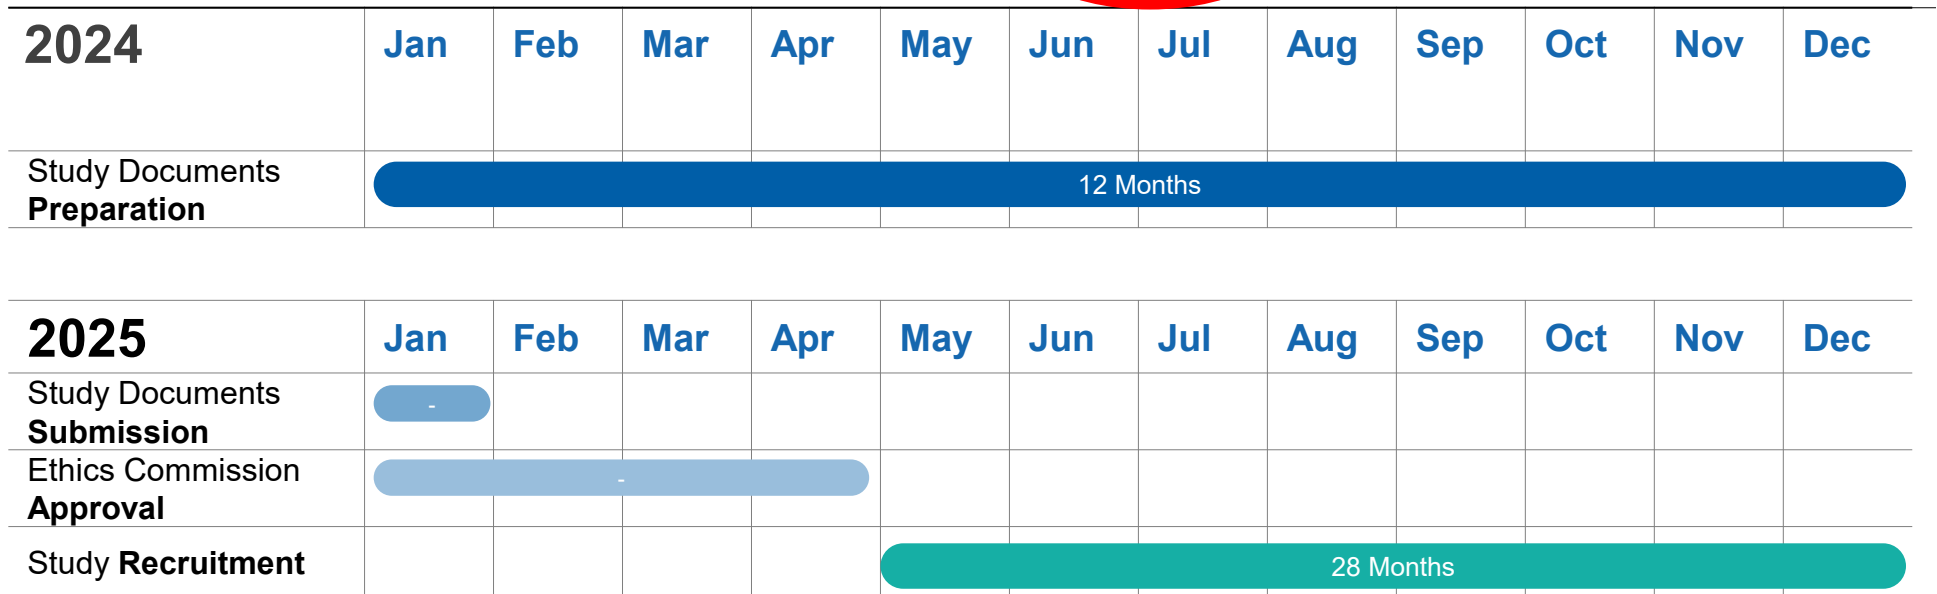 2024 Jan Feb Mar Apr May Jun Jul Aug Sep Oct Nov Dec
Study Documents
Preparation
12 Months
2025 Jan Feb Mar Apr May Jun Jul Aug Sep Oct Nov Dec
Study Documents
Submission
-
Ethics Commission
Approval
-
Study Recruitment
28 Months